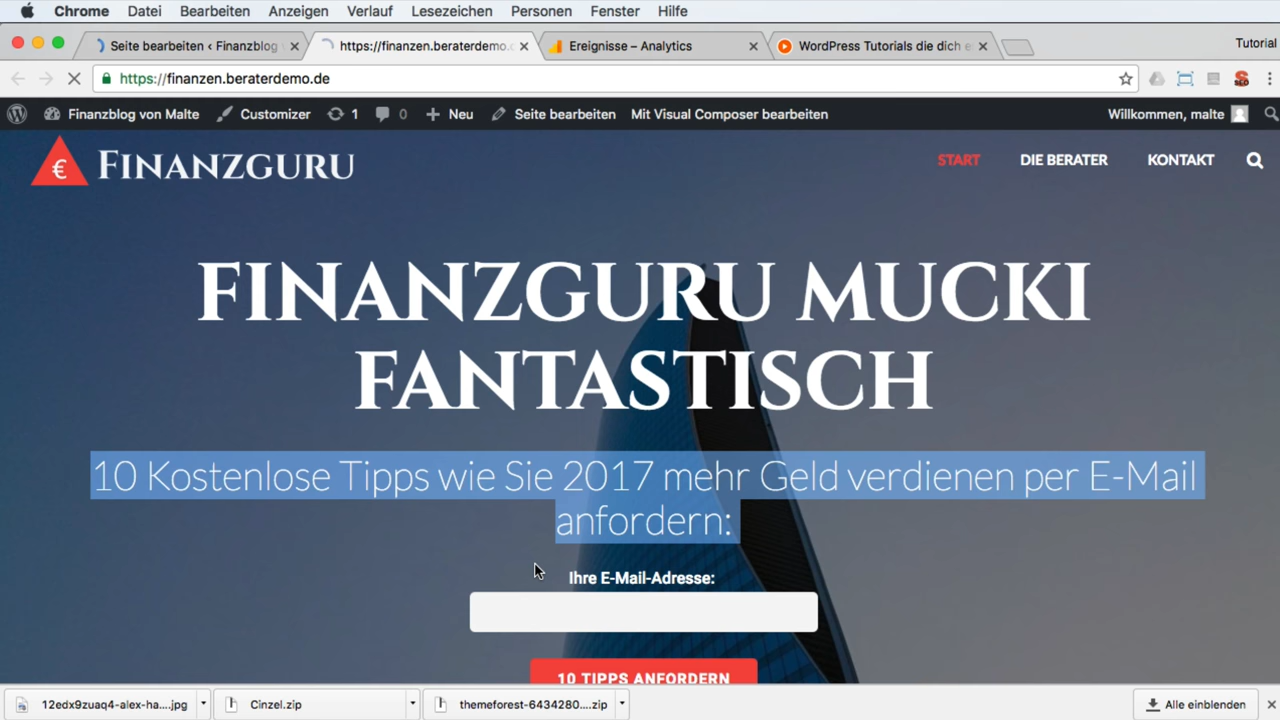 Chrome Datei Bearbeiten Anzeigen Verlauf Lesezeichen Personen Fenster Hilfe
Seite bearbeiten ‹ Finanzblog
https://finanzen.beraterdemo.
Ereignisse – Analytics
WordPress Tutorials die dich
Tutorial
https://finanzen.beraterdemo.de
Finanzblog von Malte Customizer 1 0 Neu Seite bearbeiten Mit Visual Composer bearbeiten Willkommen, malte
€ FINANZGURU
START DIE BERATER KONTAKT
FINANZGURU MUCKI
FANTASTISCH
10 Kostenlose Tipps wie Sie 2017 mehr Geld verdienen per E-Mail
anfordern:
Ihre E-Mail-Adresse:
10 TIPPS ANFORDERN
12edx9zuaq4-alex-ha....jpg Cinzel.zip themeforest-6434280....zip Alle einblenden